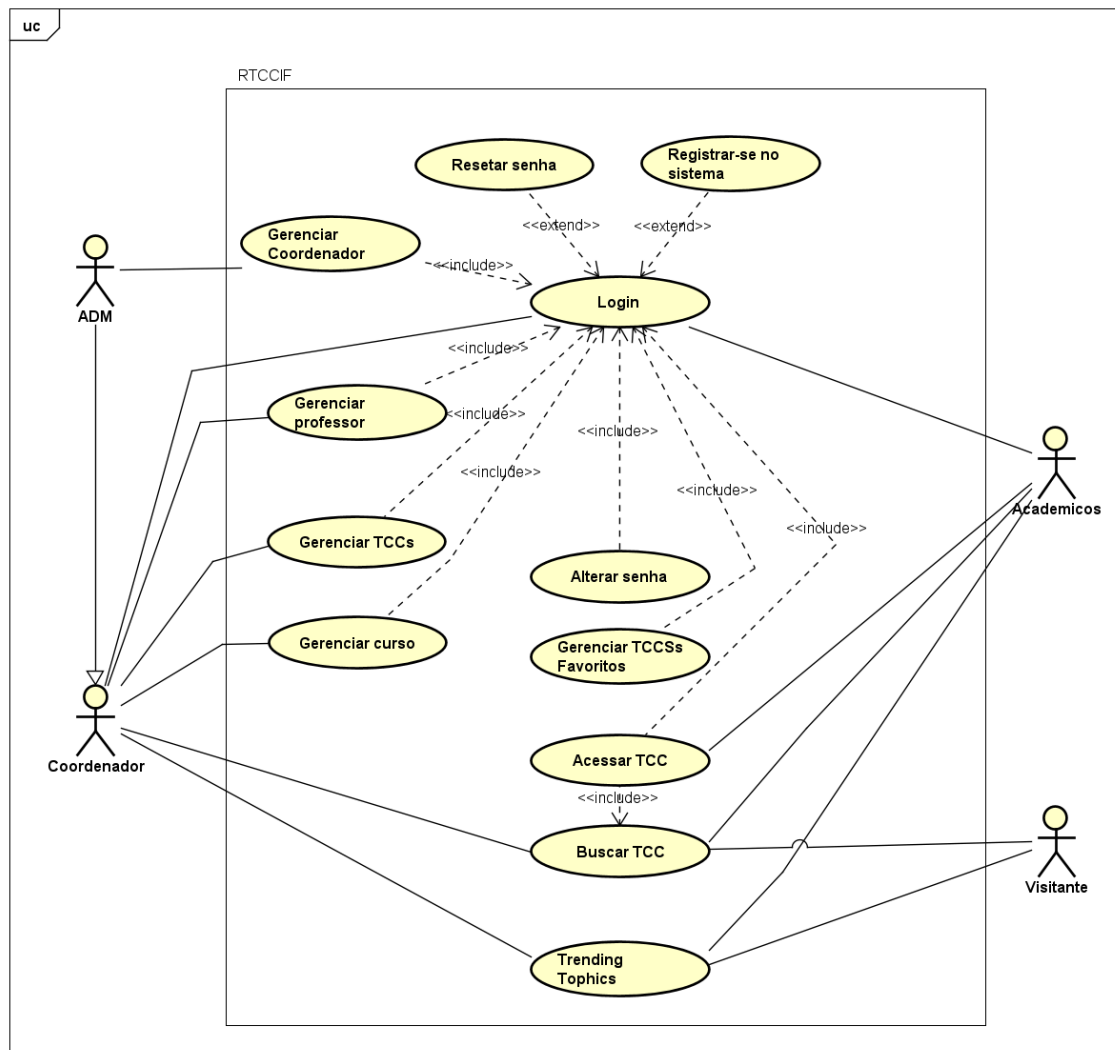 uc
RTCCIF
Resetar senha
Registrar-se no
sistema
<<extend>>
<<extend>>
Gerenciar
Coordenador
<<include>>
ADM
Login
<<include>>
Gerenciar
professor
<<include>>
<<include>>
<<include>>
<<include>>
<<include>>
Academicos
Gerenciar TCCs
Alterar senha
Gerenciar curso
Gerenciar TCCSs
Favoritos
Coordenador
Acessar TCC
<<include>>
Buscar TCC
Visitante
Trending
Tophics